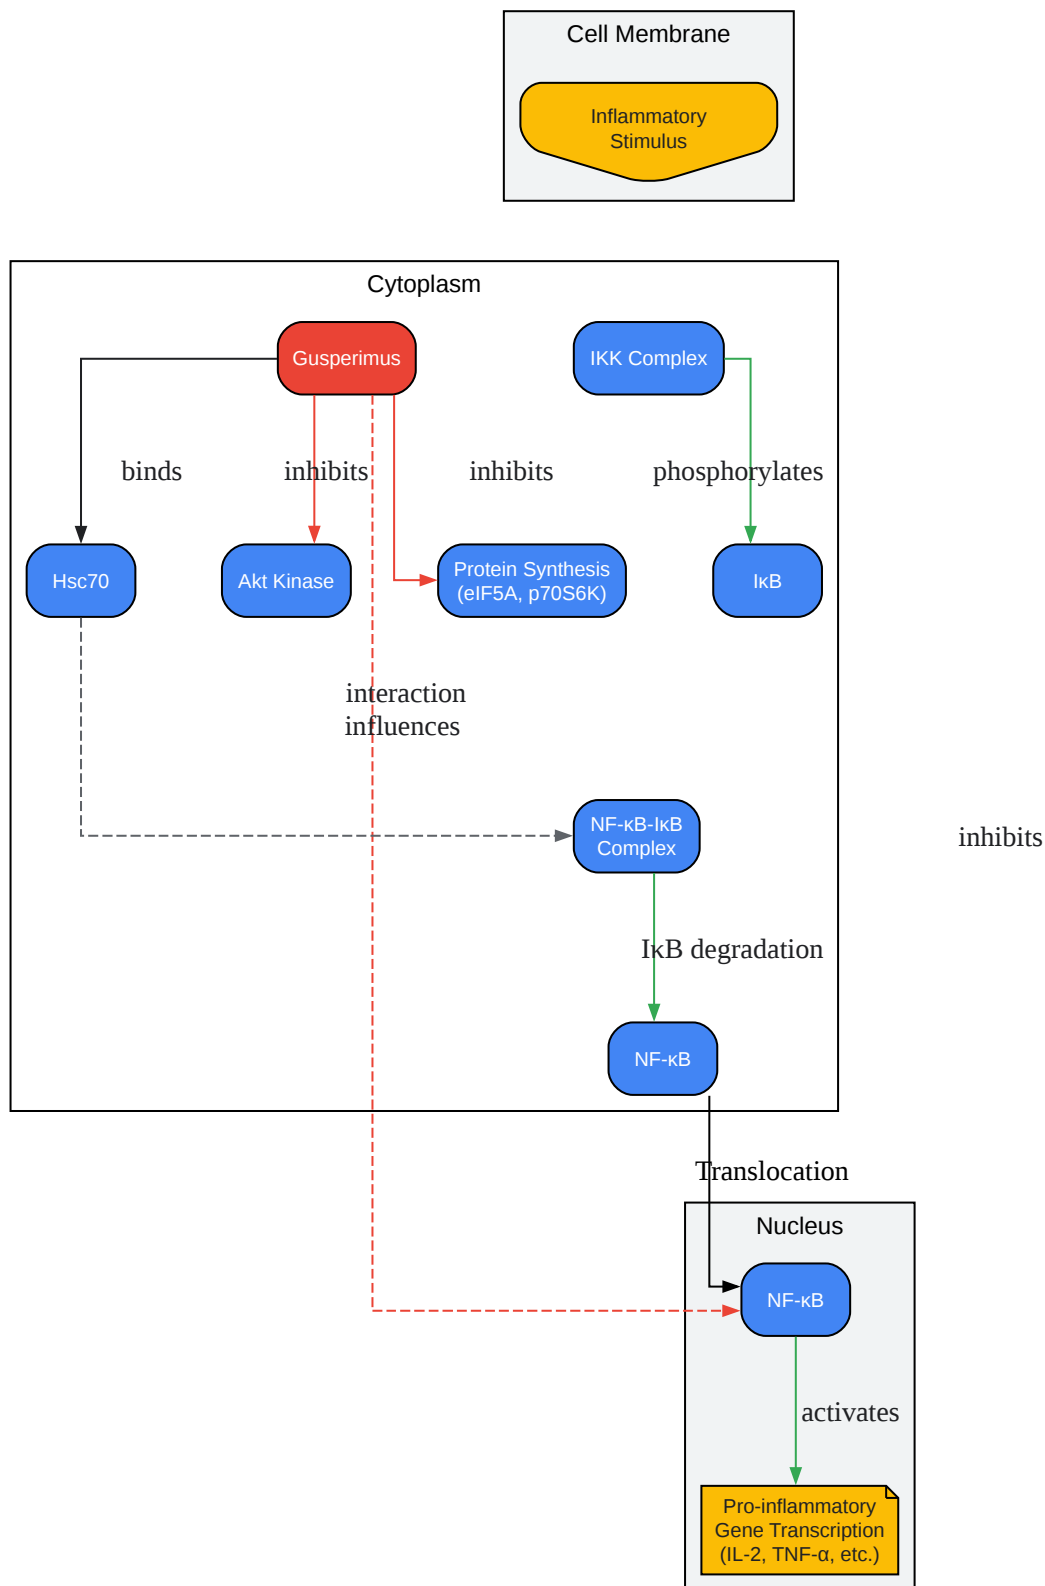 Cell Membrane
Inflammatory
Stimulus
Cytoplasm
Gusperimus
IKK Complex
binds
inhibits
inhibits
phosphorylates
Hsc70
Akt Kinase
Protein Synthesis
(eIF5A, p70S6K)
IκB
interaction
influences
NF-κB-IκB
Complex
inhibits
IκB degradation
NF-κB
Translocation
Nucleus
NF-κB
activates
Pro-inflammatory
Gene Transcription
(IL-2, TNF-α, etc.)